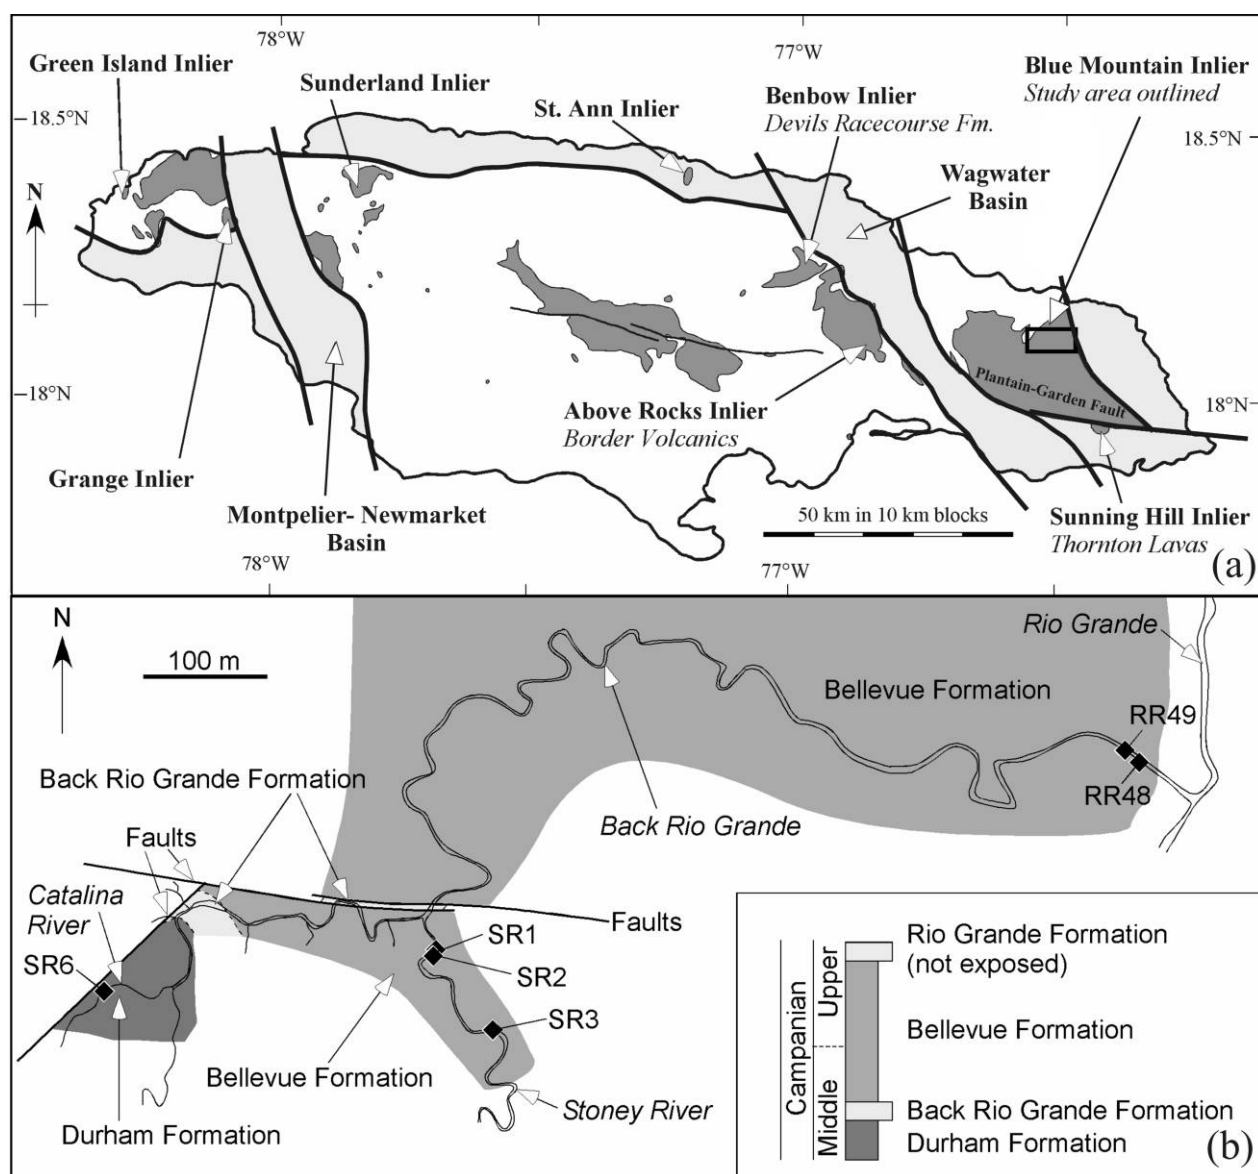 78°W
77°W
Green Island Inlier
Sunderland Inlier
St. Ann Inlier
Benbow Inlier
Devils Racecourse Fm.
Blue Mountain Inlier
Study area outlined
18.5°N
18.5°N
N
Wagwater
Basin
18°N
18°N
Plantain-Garden Fault
Above Rocks Inlier
Border Volcanics
Grange Inlier
Montpelier- Newmarket
Basin
50 km in 10 km blocks
Sunning Hill Inlier
Thornton Lavas
(a)
78°W
77°W
N
100 m
Rio Grande
Bellevue Formation
RR49
RR48
Back Rio Grande Formation
Back Rio Grande
Faults
Catalina
River
Faults
SR1
SR2
SR6
SR3
Bellevue Formation
Stoney River
Durham Formation
Campanian
Upper
Middle
Rio Grande Formation
(not exposed)
Bellevue Formation
Back Rio Grande Formation
Durham Formation
(b)